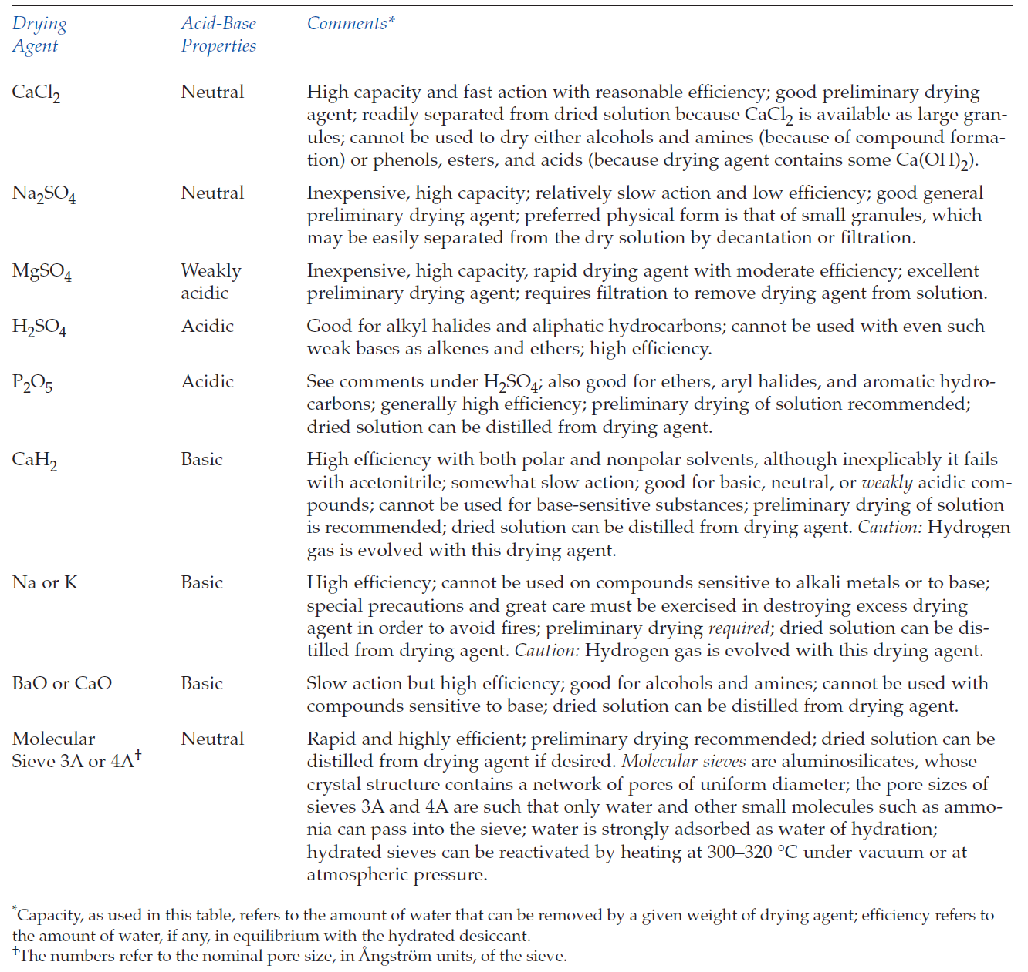 Drying Agent	Acid-Base Properties	Comments*
CaCl₂	Neutral	High capacity and fast action with reasonable efficiency; good preliminary drying
agent; readily separated from dried solution because CaCl₂ is available as large gran-
ules; cannot be used to dry either alcohols and amines (because of compound forma-
tion) or phenols, esters, and acids (because drying agent contains some Ca(OH)₂).
Na₂SO₄	Neutral	Inexpensive, high capacity; relatively slow action and low efficiency; good general
preliminary drying agent; preferred physical form is that of small granules, which
may be easily separated from the dry solution by decantation or filtration.
MgSO₄	Weakly acidic	Inexpensive, high capacity, rapid drying agent with moderate efficiency; excellent
preliminary drying agent; requires filtration to remove drying agent from solution.
H₂SO₄	Acidic	Good for alkyl halides and aliphatic hydrocarbons; cannot be used with even such
weak bases as alkenes and ethers; high efficiency.
P₂O₅	Acidic	See comments under H₂SO₄; also good for ethers, aryl halides, and aromatic hydro-
carbons; generally high efficiency; preliminary drying of solution recommended;
dried solution can be distilled from drying agent.
CaH₂	Basic	High efficiency with both polar and nonpolar solvents, although inexplicably it fails
with acetonitrile; somewhat slow action; good for basic, neutral, or weakly acidic com-
pounds; cannot be used for base-sensitive substances; preliminary drying of solution
is recommended; dried solution can be distilled from drying agent. Caution: Hydrogen
gas is evolved with this drying agent.
Na or K	Basic	High efficiency; cannot be used on compounds sensitive to alkali metals or to base;
special precautions and great care must be exercised in destroying excess drying
agent in order to avoid fires; preliminary drying required; dried solution can be dis-
tilled from drying agent. Caution: Hydrogen gas is evolved with this drying agent.
BaO or CaO	Basic	Slow action but high efficiency; good for alcohols and amines; cannot be used with
compounds sensitive to base; dried solution can be distilled from drying agent.
Molecular Sieve 3A or 4A†	Neutral	Rapid and highly efficient; preliminary drying recommended; dried solution can be
distilled from drying agent if desired. Molecular sieves are aluminosilicates, whose
crystal structure contains a network of pores of uniform diameter; the pore sizes of
sieves 3A and 4A are such that only water and other small molecules such as ammo-
nia can pass into the sieve; water is strongly adsorbed as water of hydration;
hydrated sieves can be reactivated by heating at 300–320 °C under vacuum or at
atmospheric pressure.
*Capacity, as used in this table, refers to the amount of water that can be removed by a given weight of drying agent; efficiency refers to
the amount of water, if any, in equilibrium with the hydrated desiccant.
†The numbers refer to the nominal pore size, in Ångström units, of the sieve.